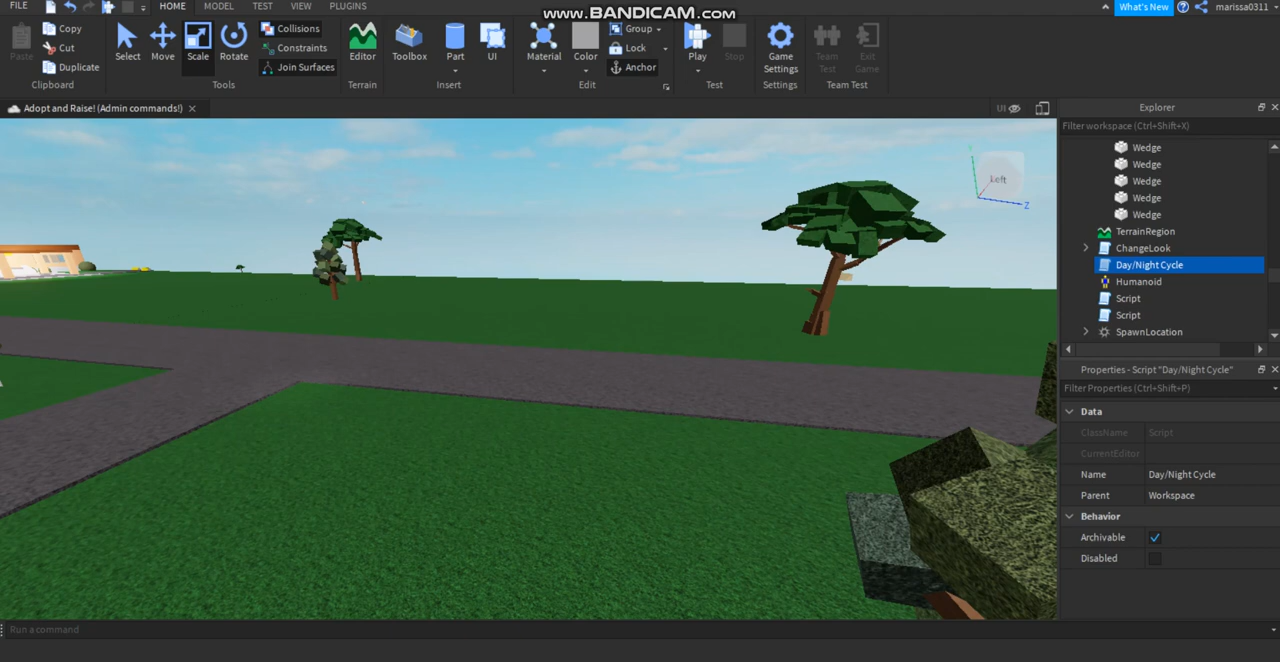 www.BANDICAM.com
FILE HOME MODEL TEST VIEW PLUGINS What's New marissa0311
Paste Copy Cut Duplicate Clipboard
Select Move Scale Rotate Collisions Constraints Join Surfaces Tools
Editor Terrain
Toolbox Part UI Insert
Material Color Group Lock Anchor Edit
Play Stop Test
Game Settings Settings
Team Test Exit Game Team Test
Adopt and Raise! (Admin commands!) UI
Left
Y
Z
Explorer
Filter workspace (Ctrl+Shift+X)
Wedge
Wedge
Wedge
Wedge
Wedge
TerrainRegion
ChangeLook
Day/Night Cycle
Humanoid
Script
Script
SpawnLocation
Properties - Script "Day/Night Cycle"
Filter Properties (Ctrl+Shift+P)
Data
ClassName Script
CurrentEditor
Name Day/Night Cycle
Parent Workspace
Behavior
Archivable
Disabled
Run a command